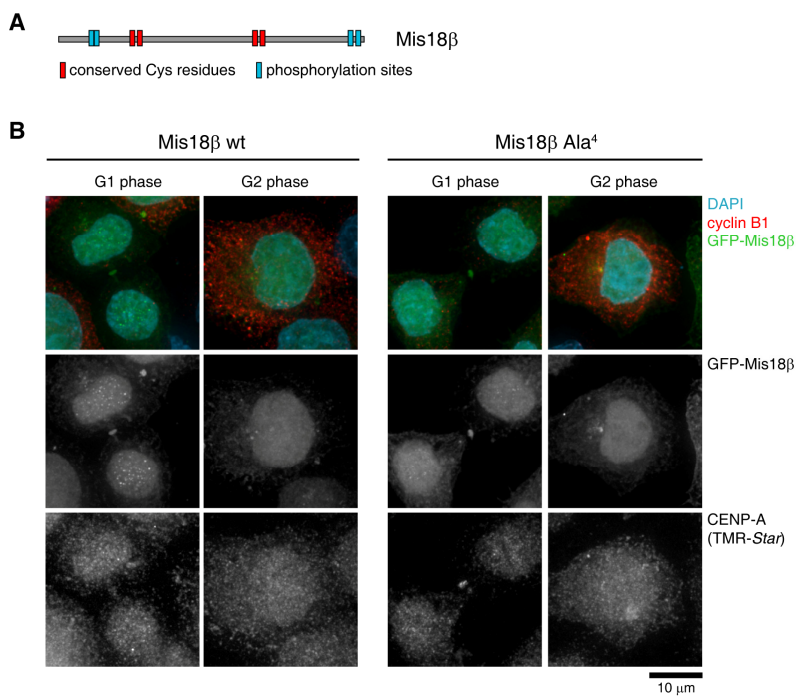 A
Mis18β
conserved Cys residues
phosphorylation sites
B
Mis18β wt
Mis18β Ala⁴
G1 phase
G2 phase
G1 phase
G2 phase
DAPI
cyclin B1
GFP-Mis18β
GFP-Mis18β
CENP-A
(TMR-Star)
10 μm